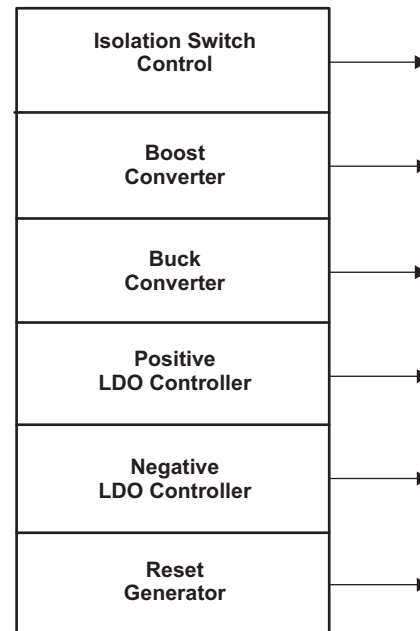 Isolation Switch
Control
Boost
Converter
Buck
Converter
Positive
LDO Controller
Negative
LDO Controller
Reset
Generator